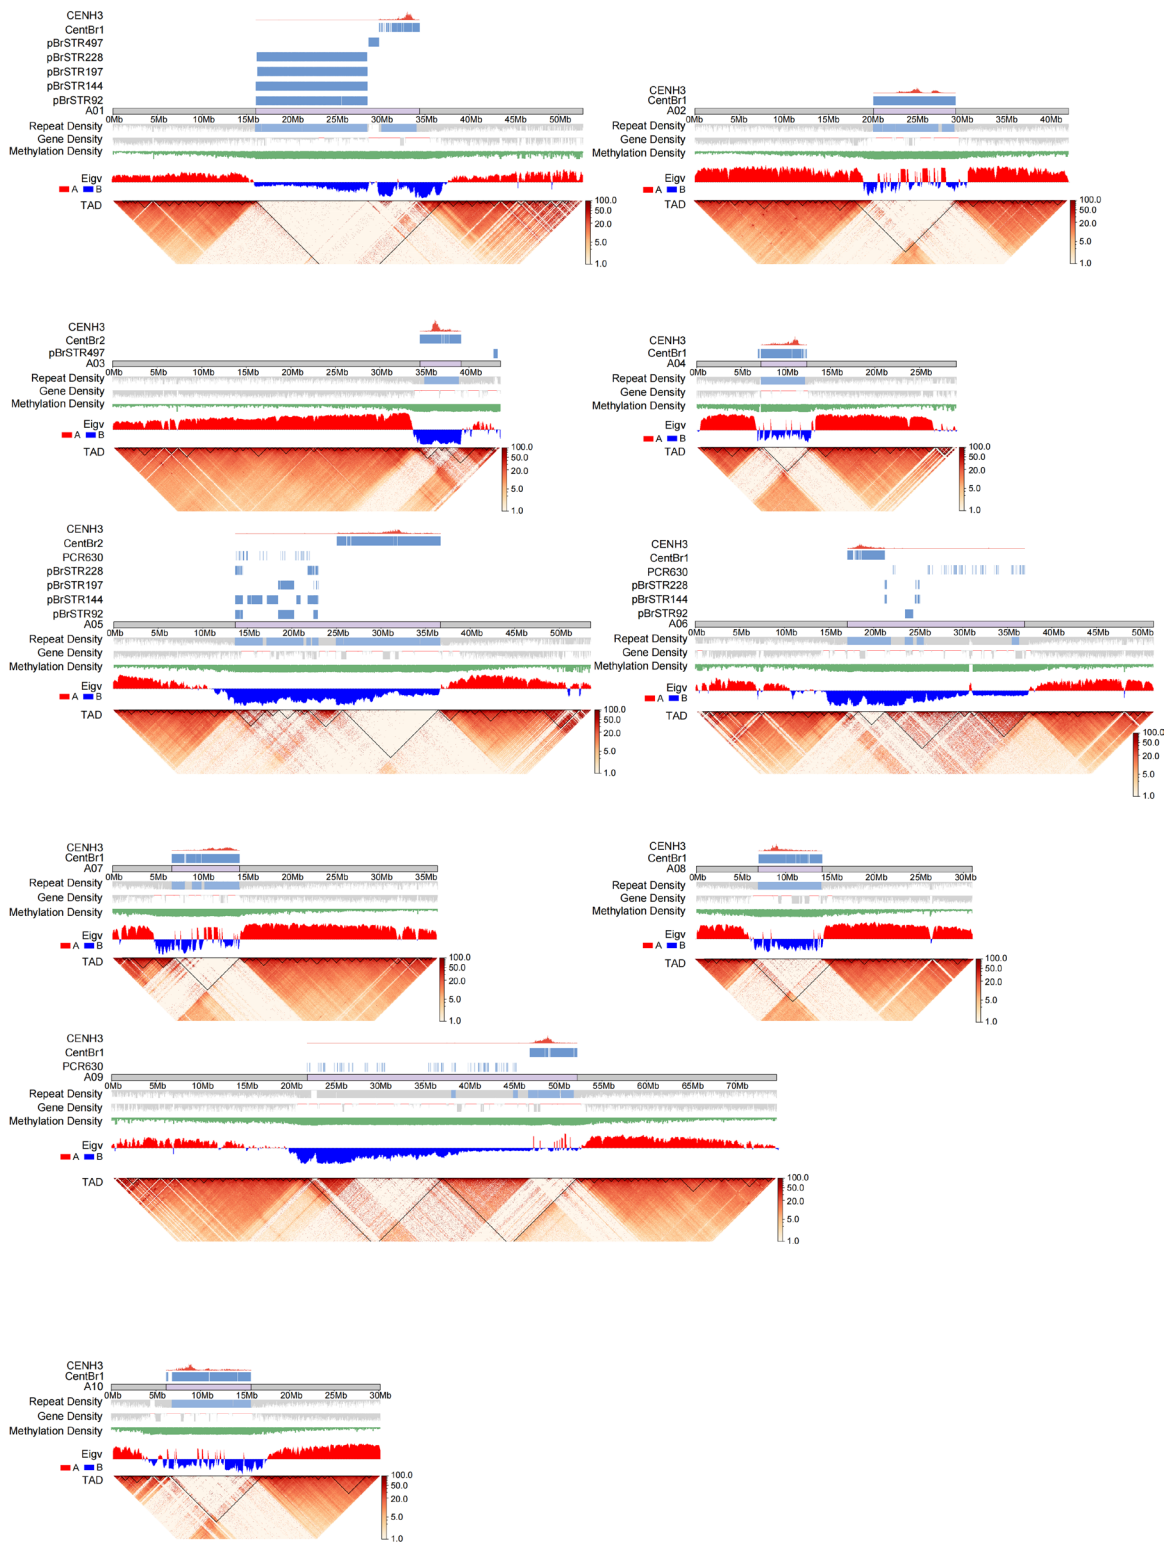 CENH3
CentBr1
pBrSTR497
pBrSTR228
pBrSTR197
pBrSTR144
pBrSTR92
A01
0Mb 5Mb 10Mb 15Mb 20Mb 25Mb 30Mb 35Mb 40Mb 45Mb 50Mb
Repeat Density
Gene Density
Methylation Density
Eigv
A B
TAD
100.0
50.0
20.0
5.0
1.0
CENH3
CentBr1
A02
0Mb 5Mb 10Mb 15Mb 20Mb 25Mb 30Mb 35Mb 40Mb
Repeat Density
Gene Density
Methylation Density
Eigv
A B
TAD
100.0
50.0
20.0
5.0
1.0
CENH3
CentBr2
pBrSTR497
A03
0Mb 5Mb 10Mb 15Mb 20Mb 25Mb 30Mb 35Mb 40Mb
Repeat Density
Gene Density
Methylation Density
Eigv
A B
TAD
100.0
50.0
20.0
5.0
1.0
CENH3
CentBr1
A04
0Mb 5Mb 10Mb 15Mb 20Mb 25Mb
Repeat Density
Gene Density
Methylation Density
Eigv
A B
TAD
100.0
50.0
20.0
5.0
1.0
CENH3
CentBr2
PCR630
pBrSTR228
pBrSTR197
pBrSTR144
pBrSTR92
A05
0Mb 5Mb 10Mb 15Mb 20Mb 25Mb 30Mb 35Mb 40Mb 45Mb 50Mb
Repeat Density
Gene Density
Methylation Density
Eigv
A B
TAD
100.0
50.0
20.0
5.0
1.0
CENH3
CentBr1
PCR630
pBrSTR228
pBrSTR144
pBrSTR92
A06
0Mb 5Mb 10Mb 15Mb 20Mb 25Mb 30Mb 35Mb 40Mb 45Mb 50Mb
Repeat Density
Gene Density
Methylation Density
Eigv
A B
TAD
100.0
50.0
20.0
5.0
1.0
CENH3
CentBr1
A07
0Mb 5Mb 10Mb 15Mb 20Mb 25Mb 30Mb 35Mb
Repeat Density
Gene Density
Methylation Density
Eigv
A B
TAD
100.0
50.0
20.0
5.0
1.0
CENH3
CentBr1
A08
0Mb 5Mb 10Mb 15Mb 20Mb 25Mb 30Mb
Repeat Density
Gene Density
Methylation Density
Eigv
A B
TAD
100.0
50.0
20.0
5.0
1.0
CENH3
CentBr1
PCR630
A09
0Mb 5Mb 10Mb 15Mb 20Mb 25Mb 30Mb 35Mb 40Mb 45Mb 50Mb 55Mb 60Mb 65Mb 70Mb
Repeat Density
Gene Density
Methylation Density
Eigv
A B
TAD
100.0
50.0
20.0
5.0
1.0
CENH3
CentBr1
A10
0Mb 5Mb 10Mb 15Mb 20Mb 25Mb 30Mb
Repeat Density
Gene Density
Methylation Density
Eigv
A B
TAD
100.0
50.0
20.0
5.0
1.0